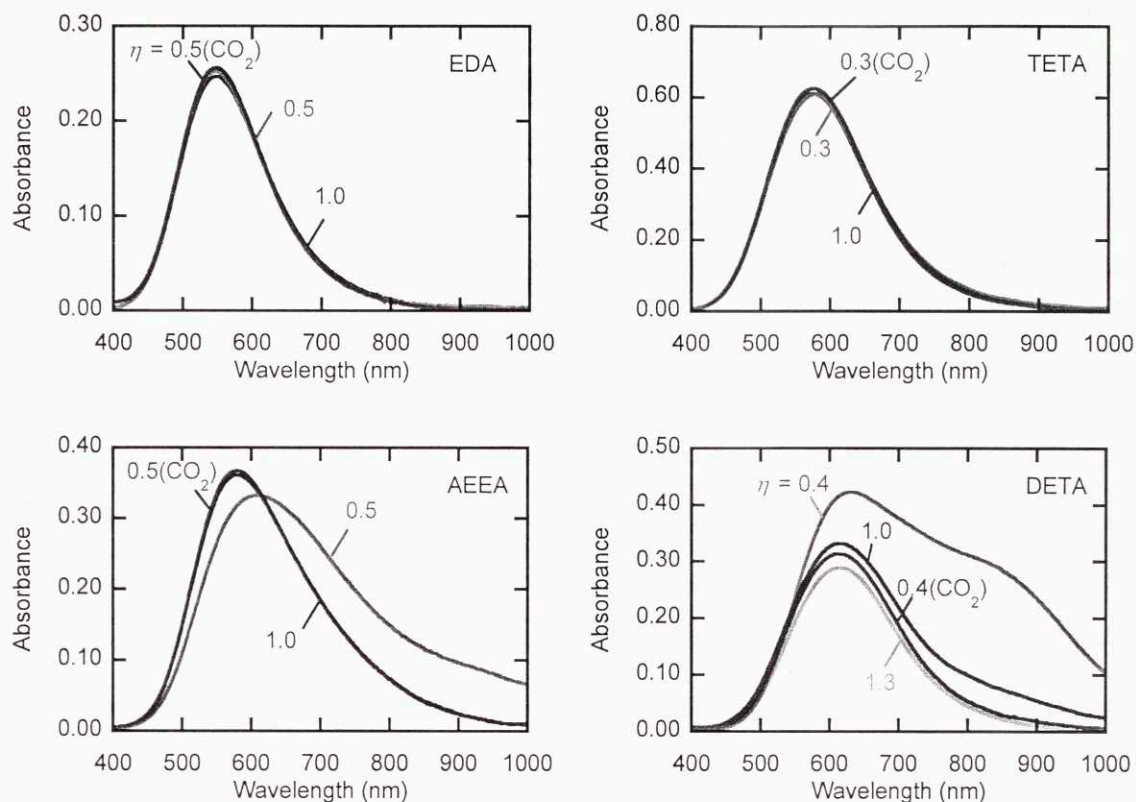 0.30
0.20
0.10
0.00
Absorbance
η = 0.5(CO₂)
EDA
0.5
1.0
400 500 600 700 800 900 1000
Wavelength (nm)
0.80
0.60
0.40
0.20
0.00
Absorbance
0.3(CO₂)
TETA
0.3
1.0
400 500 600 700 800 900 1000
Wavelength (nm)
0.40
0.30
0.20
0.10
0.00
Absorbance
0.5(CO₂)
AEEA
0.5
1.0
400 500 600 700 800 900 1000
Wavelength (nm)
0.50
0.40
0.30
0.20
0.10
0.00
Absorbance
η = 0.4
DETA
1.0
0.4(CO₂)
1.3
400 500 600 700 800 900 1000
Wavelength (nm)